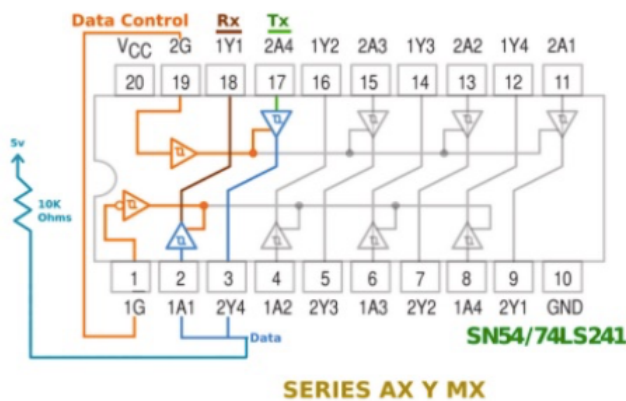 Data Control Rx Tx
VCC 2G 1Y1 2A4 1Y2 2A3 1Y3 2A2 1Y4 2A1
20 19 18 17 16 15 14 13 12 11
5v
10K
Ohms
1 2 3 4 5 6 7 8 9 10
1G 1A1 2Y4 1A2 2Y3 1A3 2Y2 1A4 2Y1 GND
Data
SN54/74LS241
SERIES AX Y MX